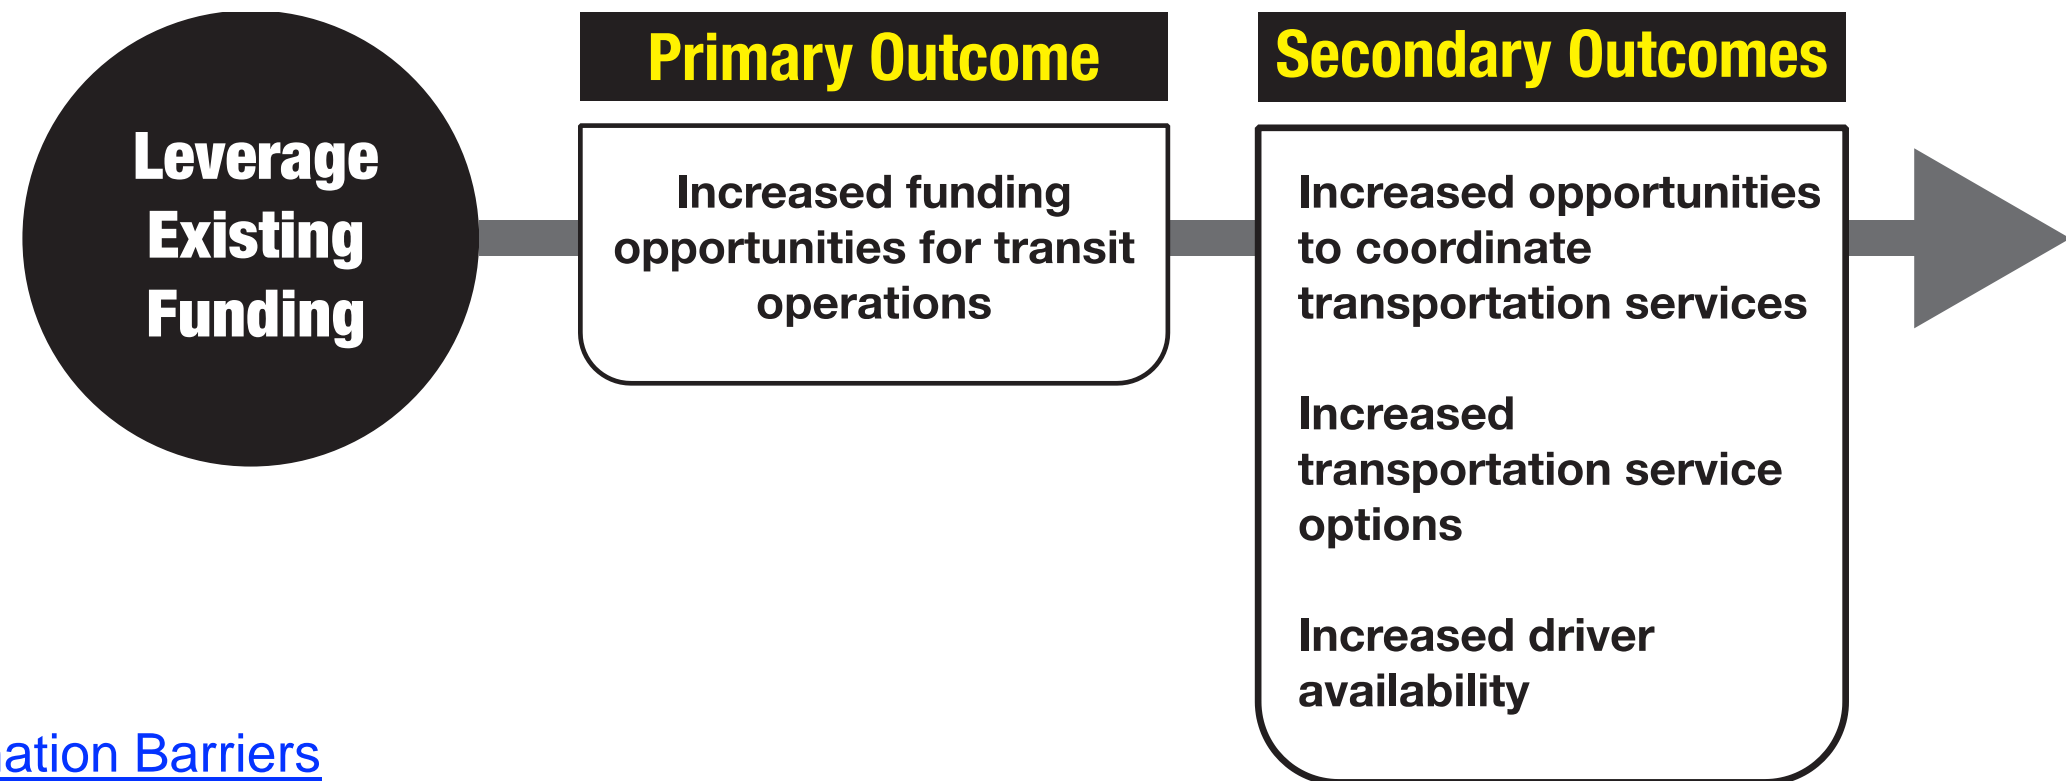 Leverage
Existing
Funding
Primary Outcome
Increased funding
opportunities for transit
operations
Secondary Outcomes
Increased opportunities
to coordinate
transportation services
Increased
transportation service
options
Increased driver
availability
Barriers